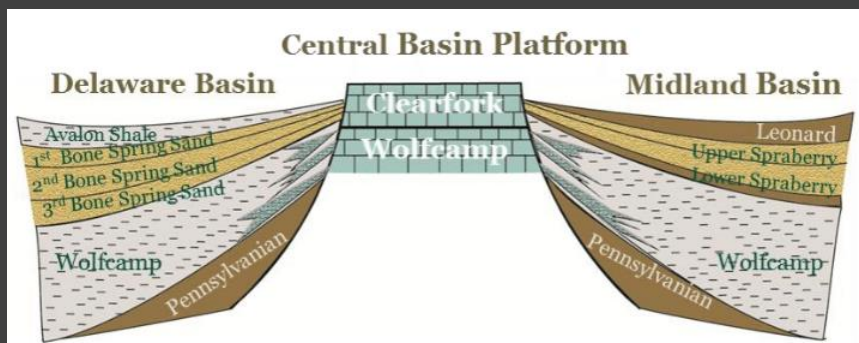 Central Basin Platform
Delaware Basin
Midland Basin
Clearfork
Wolfcamp
Avalon Shale
1st Bone Spring Sand
2nd Bone Spring Sand
3rd Bone Spring Sand
Wolfcamp
Pennsylvanian
Leonard
Upper Spraberry
Lower Spraberry
Wolfcamp
Pennsylvanian